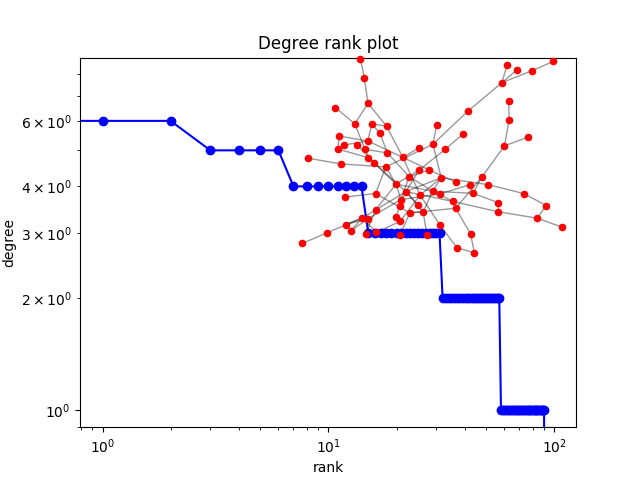 Degree rank plot
degree
6 × 10⁰
4 × 10⁰
3 × 10⁰
2 × 10⁰
10⁰
10⁰
10¹
10²
rank